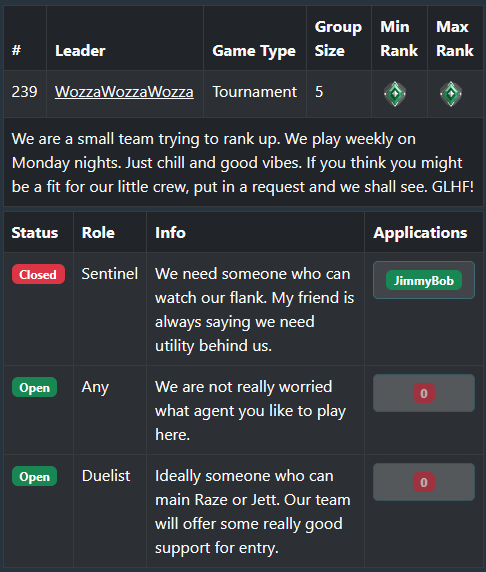 # Leader Game Type Group Size Min Rank Max Rank
239 WozzaWozzaWozza Tournament 5
We are a small team trying to rank up. We play weekly on
Monday nights. Just chill and good vibes. If you think you might
be a fit for our little crew, put in a request and we shall see. GLHF!
Status Role Info Applications
Closed Sentinel We need someone who can JimmyBob
watch our flank. My friend is
always saying we need
utility behind us.
Open Any We are not really worried 0
what agent you like to play
here.
Open Duelist Ideally someone who can 0
main Raze or Jett. Our team
will offer some really good
support for entry.